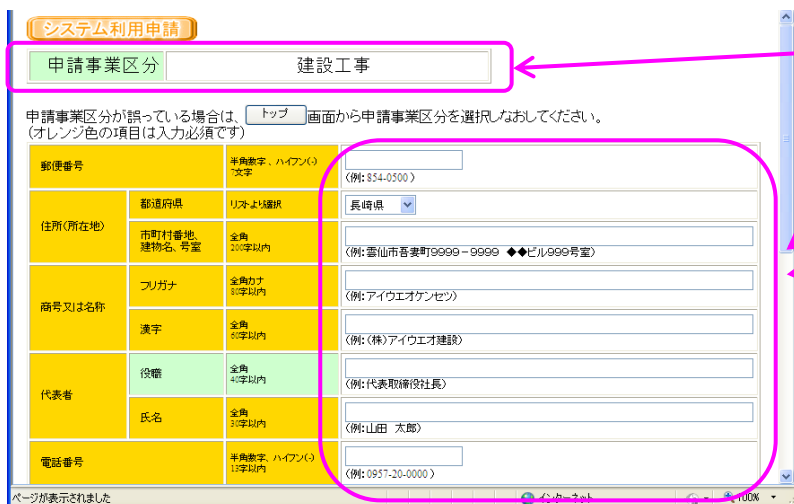 システム利用申請
申請事業区分 建設工事
申請事業区分が誤っている場合は、 トップ 画面から申請事業区分を選択しなおしてください。
(オレンジ色の項目は入力必須です)
郵便番号 半角数字、ハイフン(-)
7文字
(例: 854-0500 )
住所(所在地) 都道府県 リストより選択 長崎県
市町村番地、
建物名、号室 全角
200字以内
(例: 雲仙市吾妻町9999-9999 ◆◆ビル999号室)
商号又は名称 フリガナ 全角カナ
80字以内
(例: アイウエオケンセツ)
漢字 全角
60字以内
(例: (株)アイウエオ建設)
代表者 役職 全角
40字以内
(例: 代表取締役社長)
氏名 全角
30字以内
(例: 山田 太郎)
電話番号 半角数字、ハイフン(-)
13字以内
(例: 0957-20-0000 )
ページが表示されました インターネット 100%